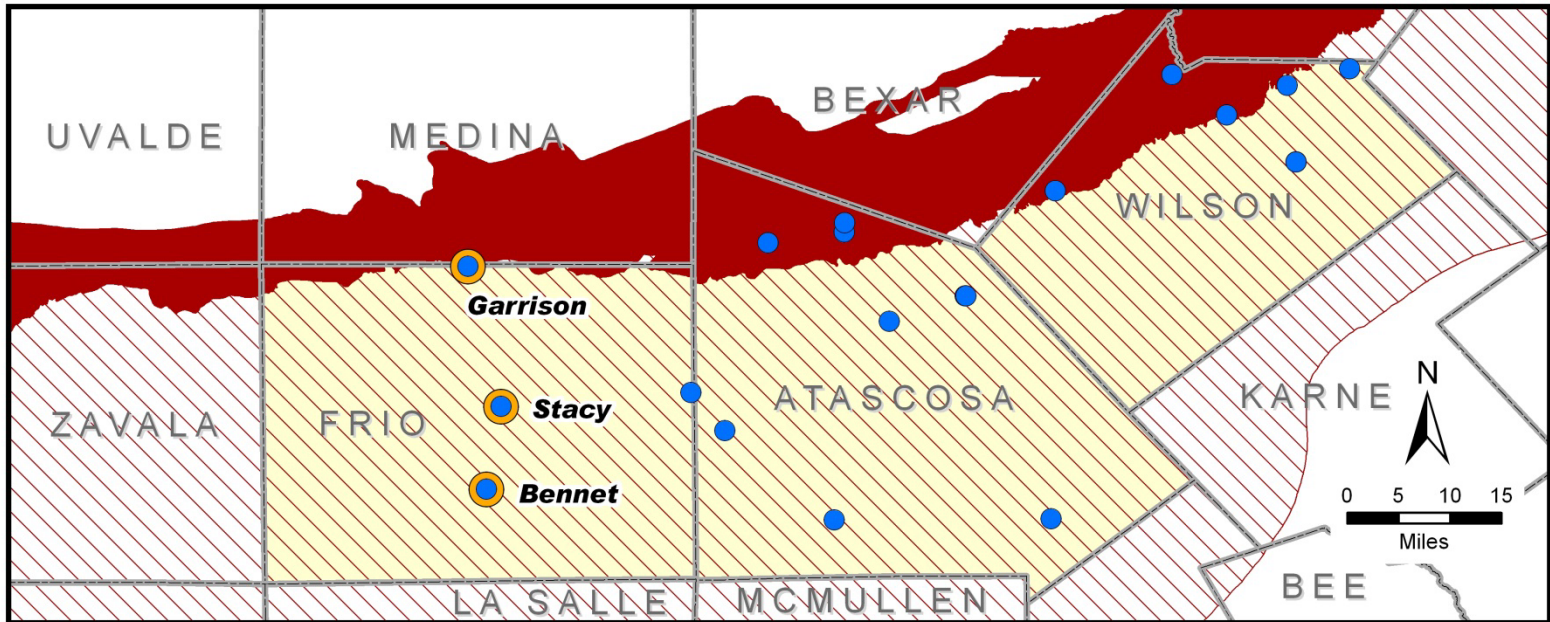 UVALDE
MEDINA
BEXAR
WILSON
Garrison
ATASCOSA
KARNE
N
ZAVALA
FRIO
Stacy
Bennet
0 5 10 15
Miles
LA SALLE
MCMULLEN
BEE